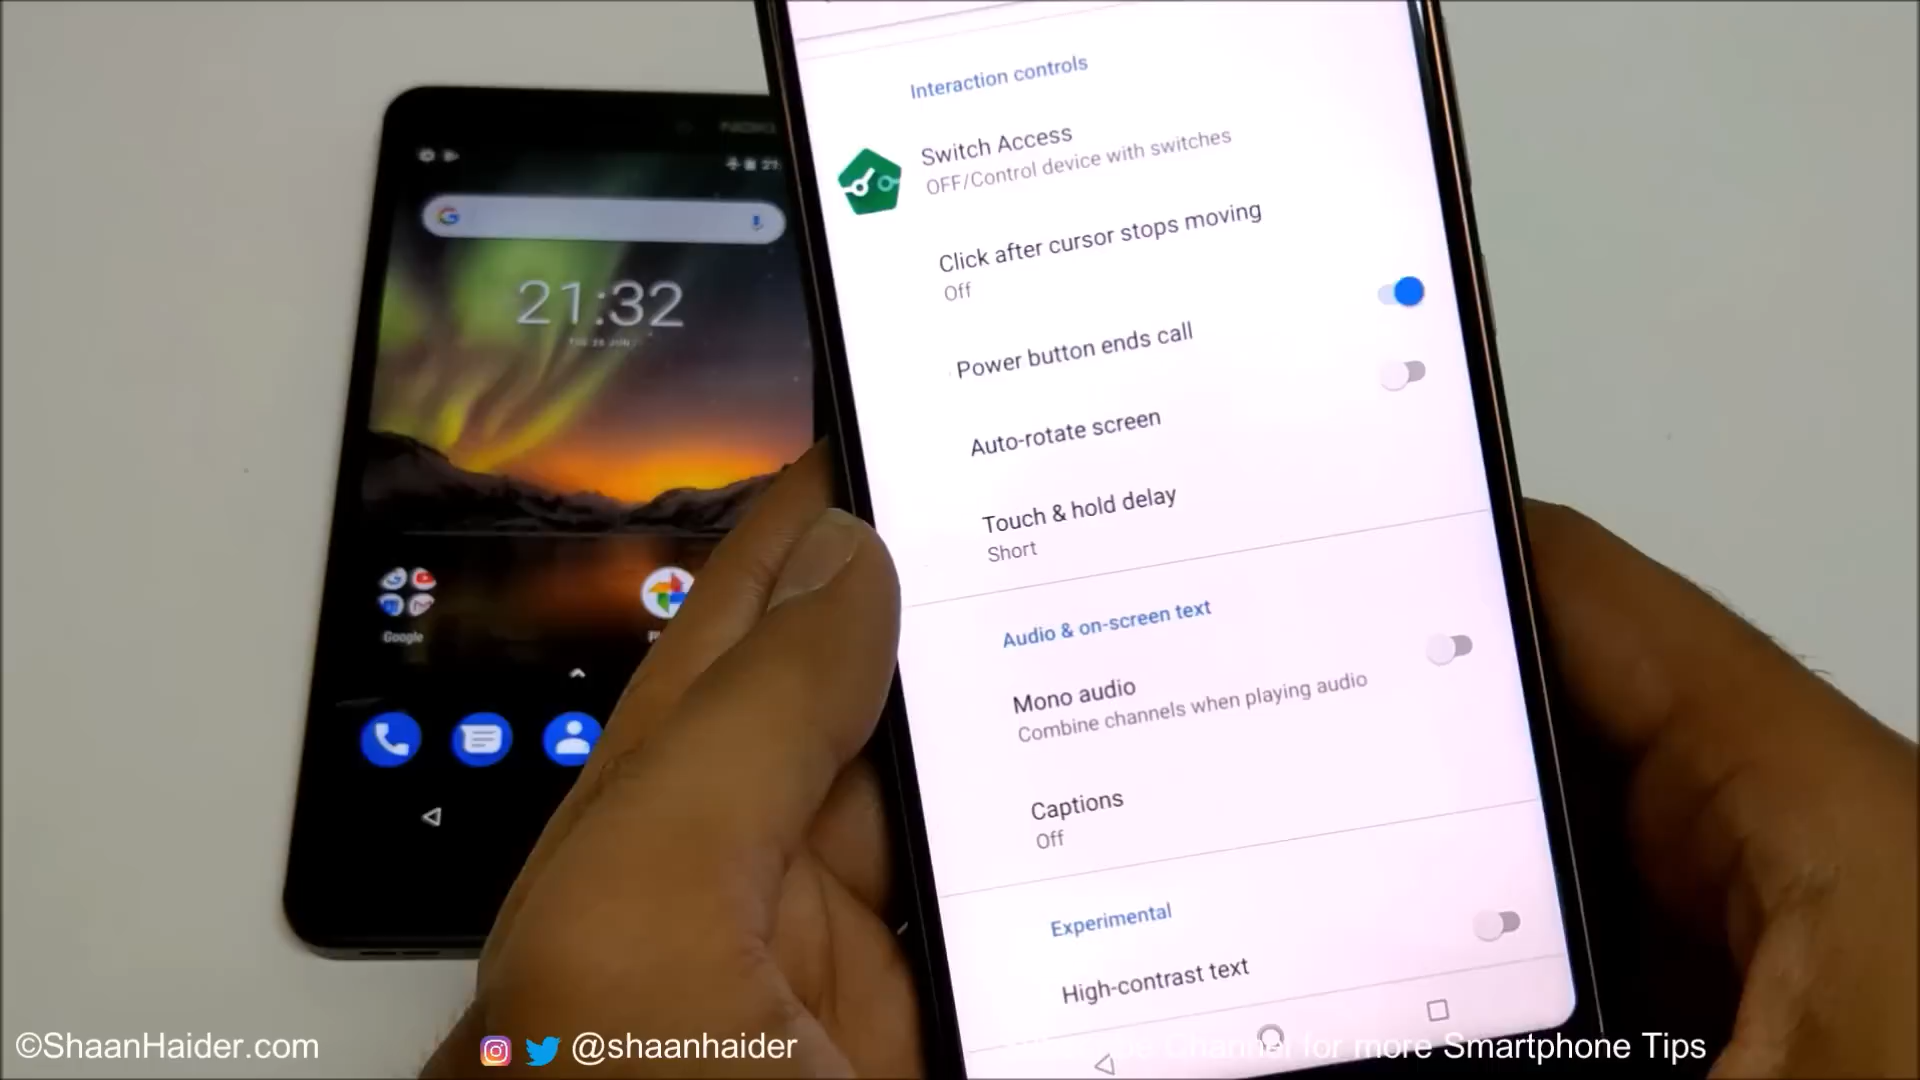 NOKIA
21:32
Google
Interaction controls
Switch Access
OFF/Control device with switches
Click after cursor stops moving
Off
Power button ends call
Auto-rotate screen
Touch & hold delay
Short
Audio & on-screen text
Mono audio
Combine channels when playing audio
Captions
Off
Experimental
High-contrast text
©ShaanHaider.com
@shaanhaider
Channel for more Smartphone Tips